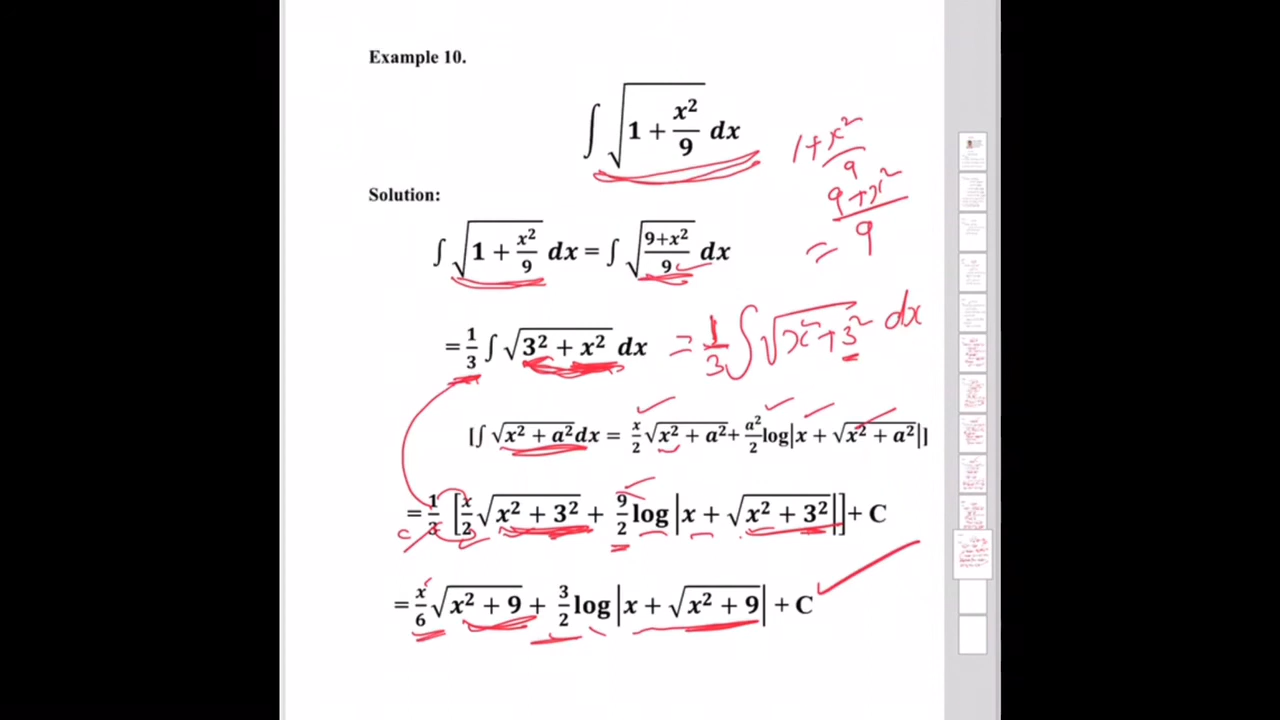 Example 10.
∫ √(1 + x²/9) dx
1 + x²/9
(9 + x²)/9
=
Solution:
∫ √(1 + x²/9) dx = ∫ √((9+x²)/9) dx
= 1/3 ∫ √(3² + x²) dx = 1/3 ∫ √(x² + 3²) dx
[∫ √(x² + a²)dx = x/2 √(x² + a²) + a²/2 log|x + √(x² + a²)|]
= 1/3 [x/2 √(x² + 3²) + 9/2 log|x + √(x² + 3²)|] + C
= x/6 √(x² + 9) + 3/2 log|x + √(x² + 9)| + C